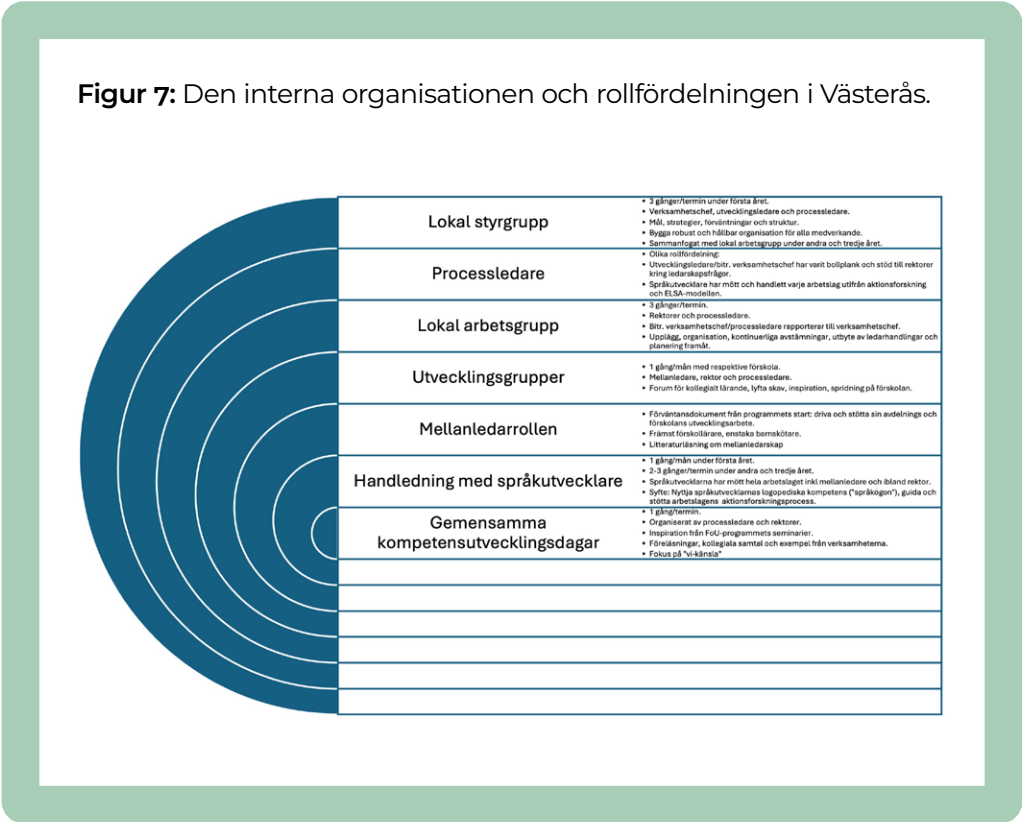 Figur 7: Den interna organisationen och rollfördelningen i Västerås.
Lokal styrgrupp
• 3 gånger/termin under första året.
• Verksamhetschef, utvecklingsledare och processledare.
• Mål, strategier, förväntningar och struktur.
• Bygga robust och hållbar organisation för alla medverkande.
• Sammanfogat med lokal arbetsgrupp under andra och tredje året.
Processledare
• Olika rollfördelning:
• Utvecklingsledare/bitr. verksamhetschef har varit bollplank och stöd till rektorer
kring ledarskapsfrågor.
• Språkutvecklare har mött och handlett varje arbetslag utifrån aktionsforskning
och ELSA-modellen.
Lokal arbetsgrupp
• 3 gånger/termin.
• Rektorer och processledare.
• Bitr. verksamhetschef/processledare rapporterar till verksamhetschef.
• Upplägg, organisation, kontinuerliga avstämningar, utbyte av ledarhandlingar och
planering framåt.
Utvecklingsgrupper
• 1 gång/mån med respektive förskola.
• Mellanledare, rektor och processledare.
• Forum för kollegialt lärande, lyfta skav, inspiration, spridning på förskolan.
Mellanledarrollen
• Förväntansdokument från programmets start: driva och stötta sin avdelnings och
förskolans utvecklingsarbete.
• Främst förskollärare, enstaka barnskötare.
• Litteraturläsning om mellanledarskap
Handledning med språkutvecklare
• 1 gång/mån under första året.
• 2-3 gånger/termin under andra och tredje året.
• Språkutvecklarna har mött hela arbetslaget inkl mellanledare och ibland rektor.
• Syfte: Nyttja språkutvecklarnas logopediska kompetens ("språkögon"), guida och
stötta arbetslagens aktionsforskningsprocess.
Gemensamma
kompetensutvecklingsdagar
• 1 gång/termin.
• Organiserat av processledare och rektorer.
• Inspiration från FoU-programmets seminarier.
• Föreläsningar, kollegiala samtal och exempel från verksamheterna.
• Fokus på "vi-känsla"